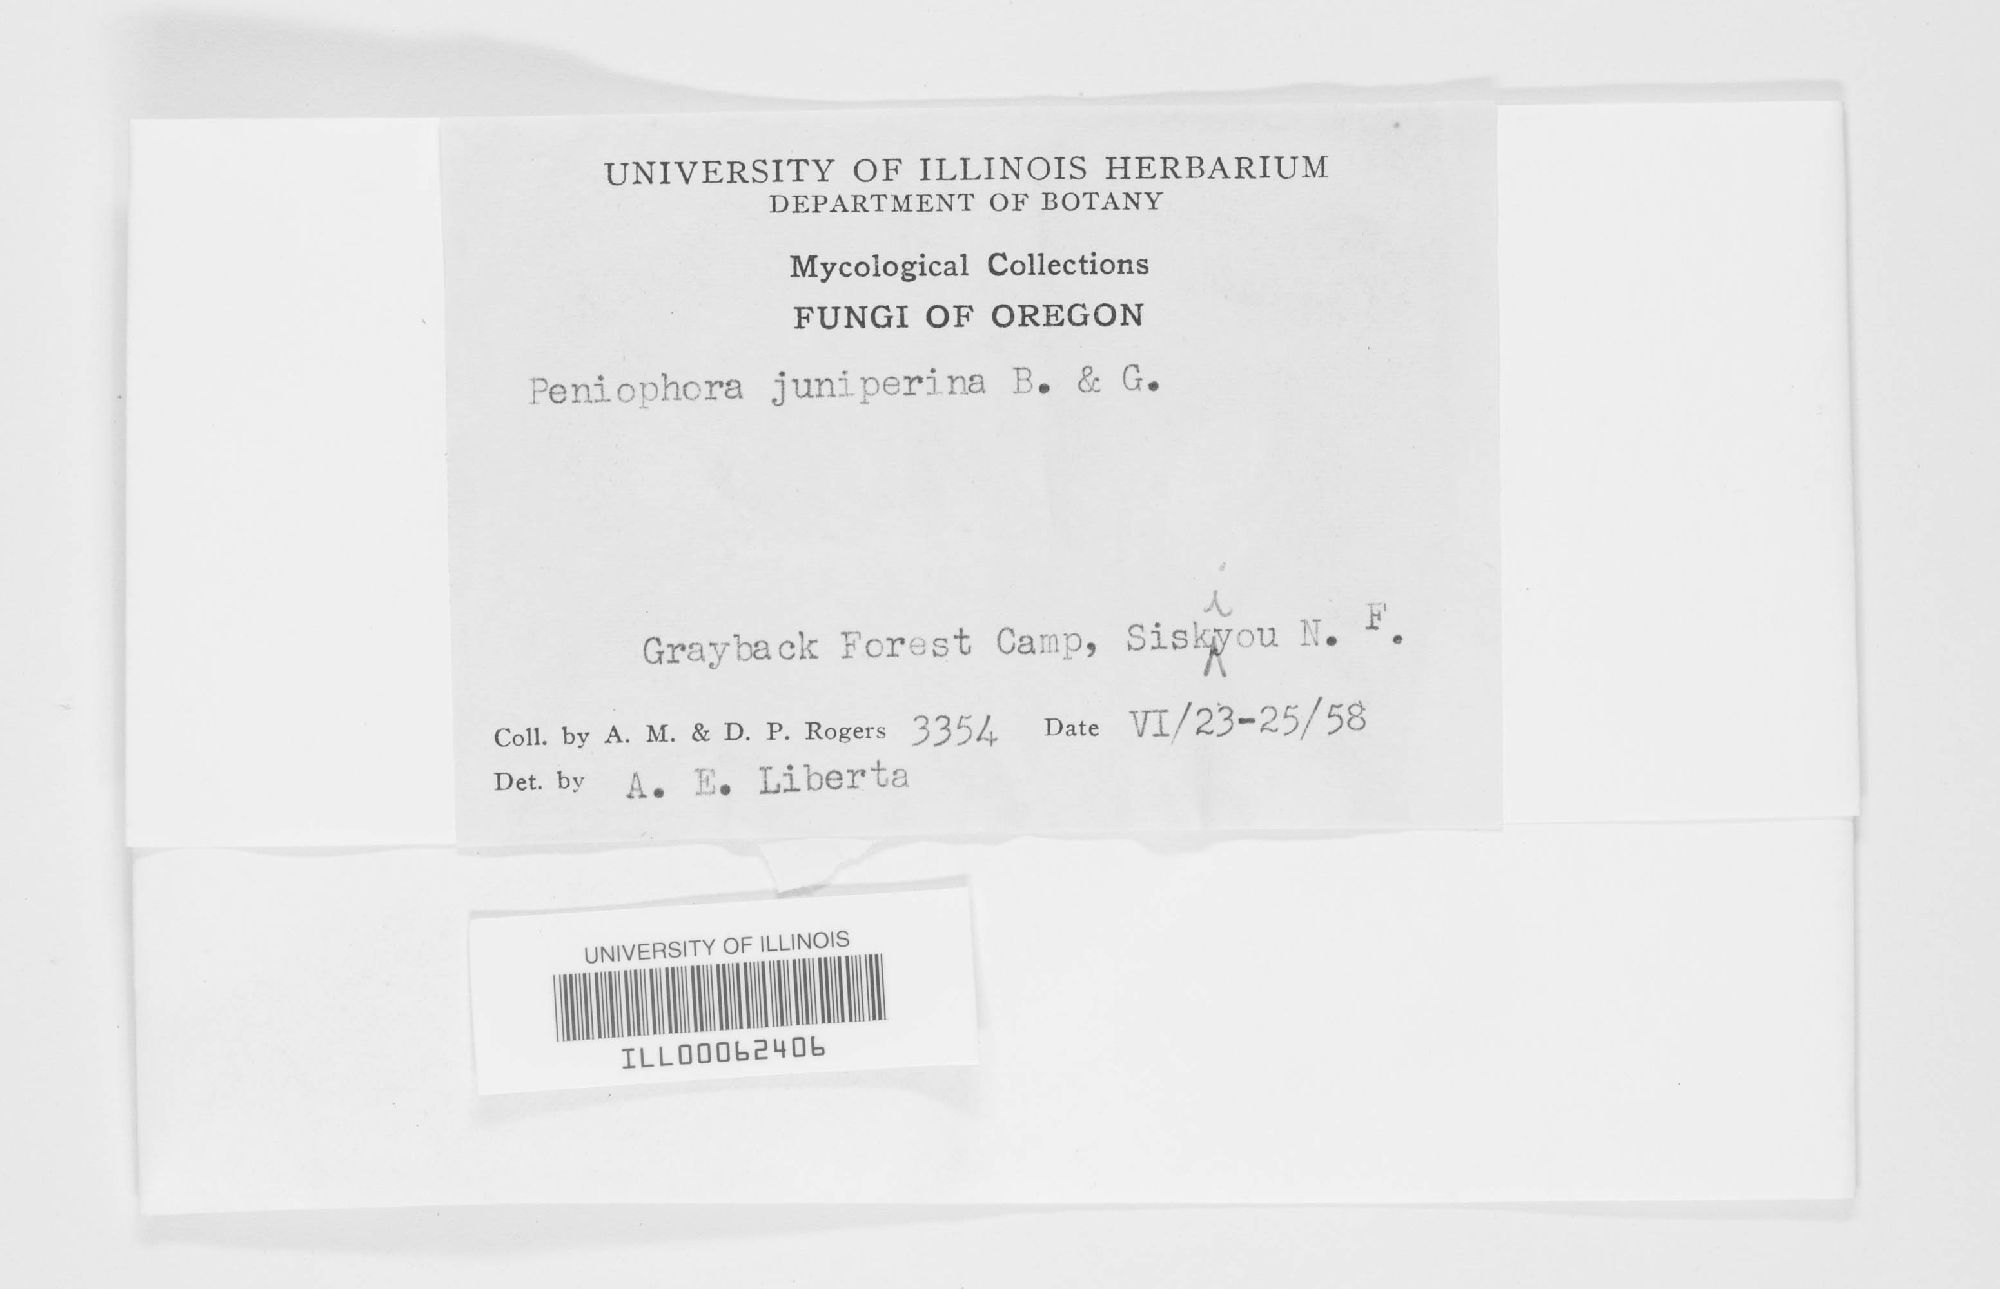 UNIVERSITY OF ILLINOIS HERBARIUM
DEPARTMENT OF BOTANY
Mycological Collections
FUNGI OF OREGON
Peniophora juniperina B. & G.
Grayback Forest Camp, Siskiyou N. F.
Coll. by A. M. & D. P. Rogers 3354 Date VI/23-25/58
Det. by A. E. Liberta
UNIVERSITY OF ILLINOIS
ILL00062406